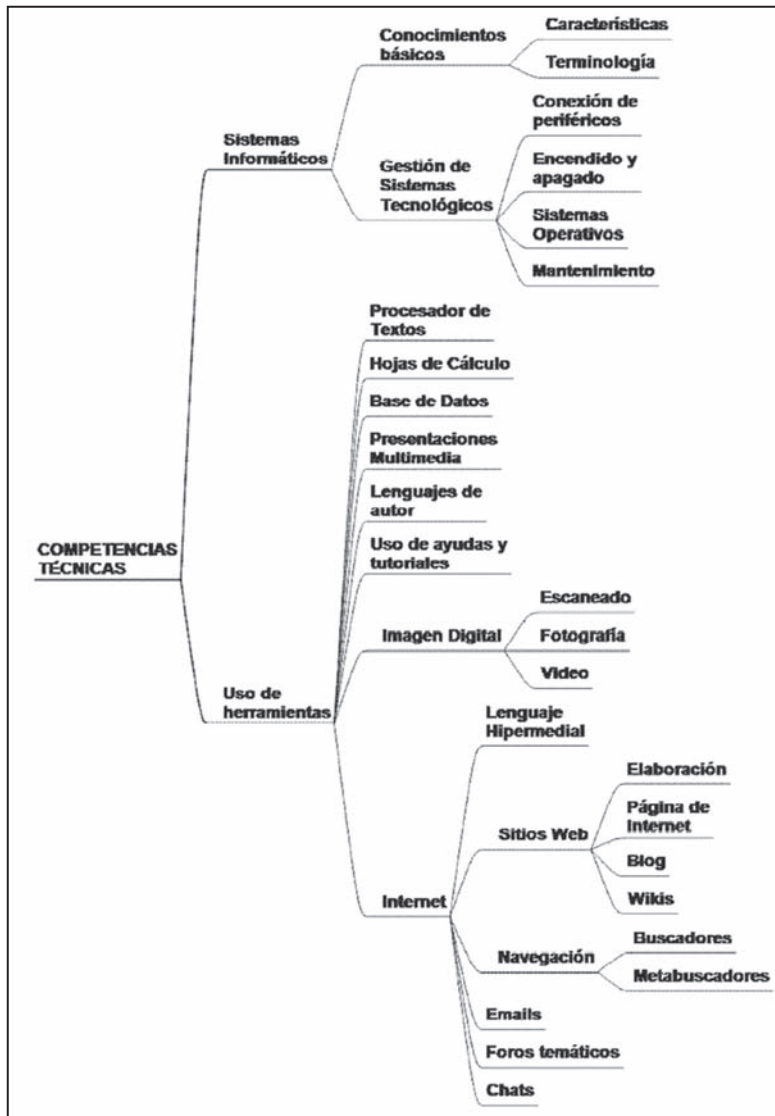 Características
Conocimientos
básicos
Terminología
Conexión de
periféricos
Sistemas
Informáticos
Encendido y
apagado
Gestión de
Sistemas
Tecnológicos
Sistemas
Operativos
Mantenimiento
Procesador de
Textos
Hojas de Cálculo
Base de Datos
Presentaciones
Multimedia
Lenguajes de
autor
COMPETENCIAS
TÉCNICAS
Uso de ayudas y
tutoriales
Escaneado
Imagen Digital
Fotografía
Video
Uso de
herramientas
Lenguaje
Hipermedial
Elaboración
Página de
Internet
Sitios Web
Blog
Wikis
Internet
Buscadores
Navegación
Metabuscadores
Emails
Foros temáticos
Chats